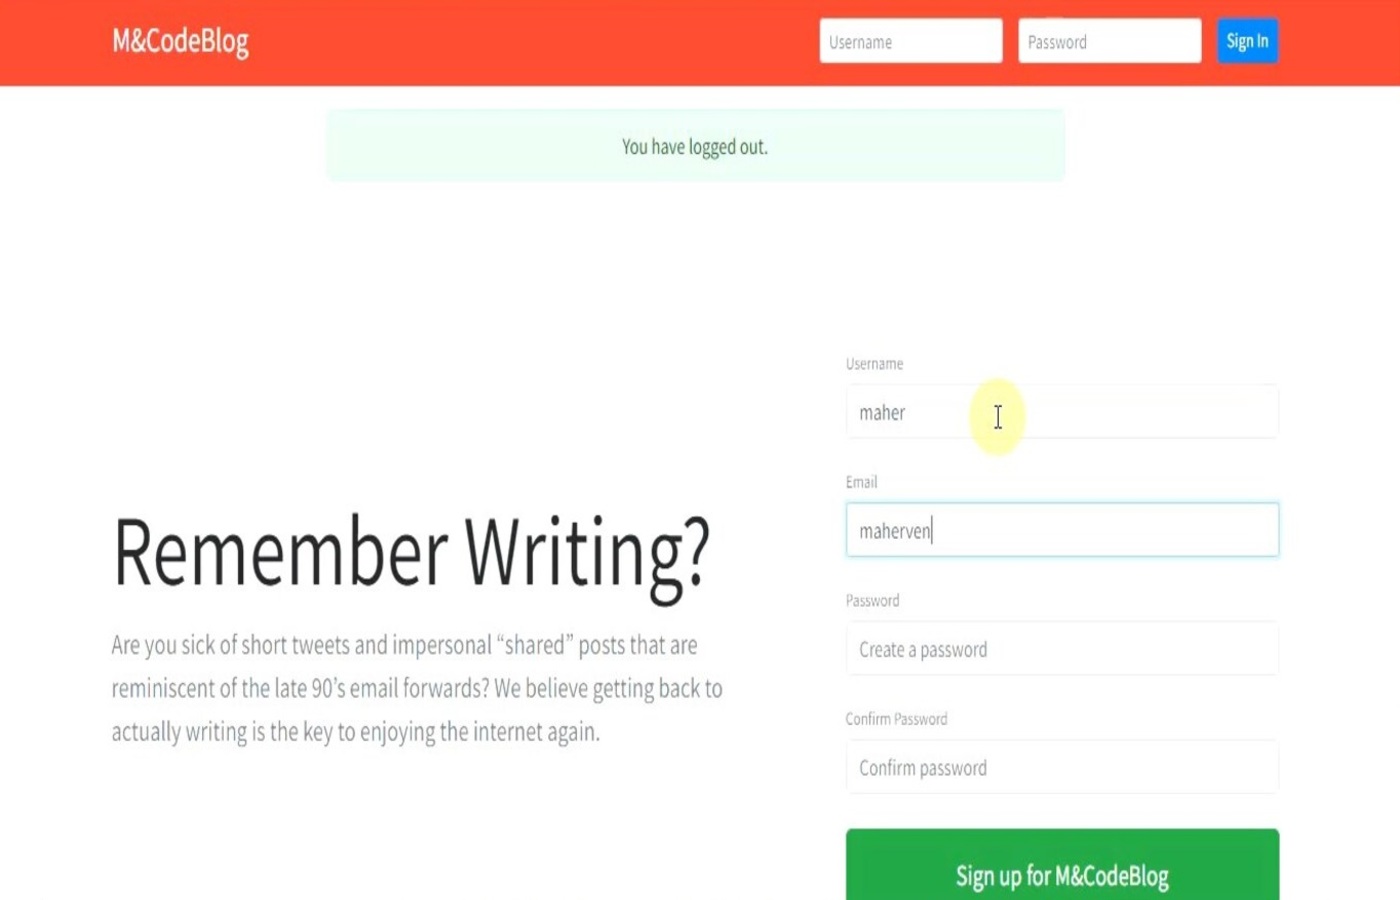 M&CodeBlog
Username
Password
Sign In
You have logged out.
Username
maher
Email
maherven
Remember Writing?
Are you sick of short tweets and impersonal “shared” posts that are
reminiscent of the late 90’s email forwards? We believe getting back to
actually writing is the key to enjoying the internet again.
Password
Create a password
Confirm Password
Confirm password
Sign up for M&CodeBlog